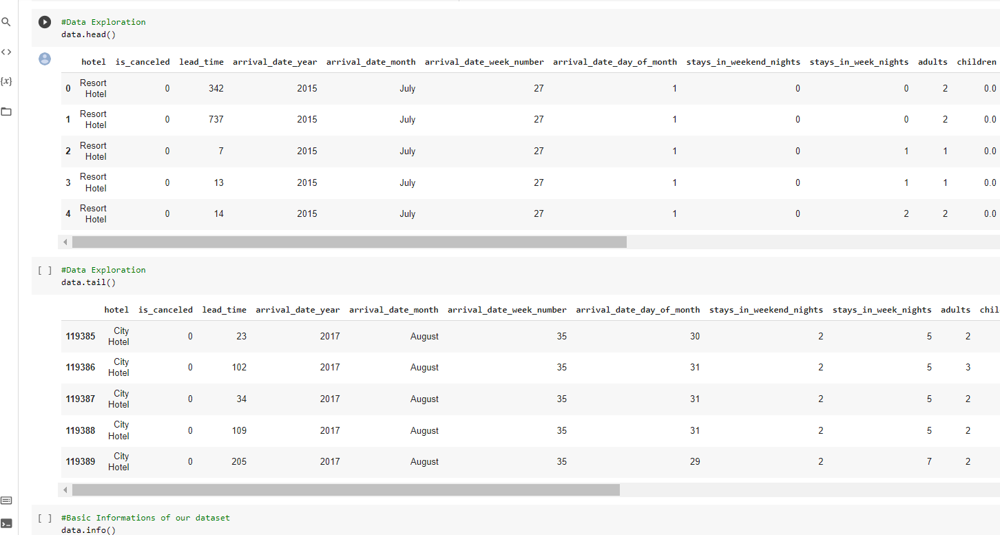 #Data Exploration
data.head()
hotel is_canceled lead_time arrival_date_year arrival_date_month arrival_date_week_number arrival_date_day_of_month stays_in_weekend_nights stays_in_week_nights adults children
0 Resort Hotel 0 342 2015 July 27 1 0 0 2 0.0
1 Resort Hotel 0 737 2015 July 27 1 0 0 2 0.0
2 Resort Hotel 0 7 2015 July 27 1 0 1 1 0.0
3 Resort Hotel 0 13 2015 July 27 1 0 1 1 0.0
4 Resort Hotel 0 14 2015 July 27 1 0 2 2 0.0
[ ] #Data Exploration
data.tail()
hotel is_canceled lead_time arrival_date_year arrival_date_month arrival_date_week_number arrival_date_day_of_month stays_in_weekend_nights stays_in_week_nights adults chil
119385 City Hotel 0 23 2017 August 35 30 2 5 2
119386 City Hotel 0 102 2017 August 35 31 2 5 3
119387 City Hotel 0 34 2017 August 35 31 2 5 2
119388 City Hotel 0 109 2017 August 35 31 2 5 2
119389 City Hotel 0 205 2017 August 35 29 2 7 2
[ ] #Basic Informations of our dataset
data.info()